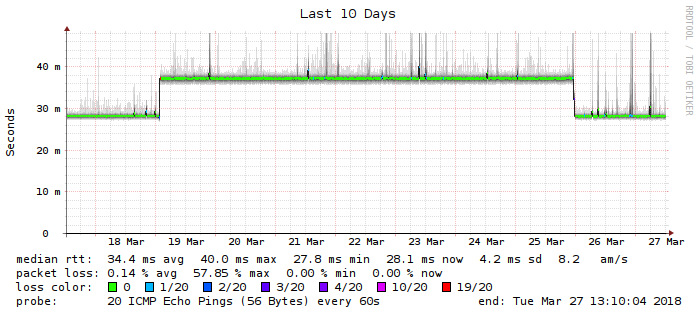 Last 10 Days
RRDTOOL / TOBI OETIKER
Seconds
40 m
30 m
20 m
10 m
0
18 Mar 19 Mar 20 Mar 21 Mar 22 Mar 23 Mar 24 Mar 25 Mar 26 Mar 27 Mar
median rtt: 34.4 ms avg 40.0 ms max 27.8 ms min 28.1 ms now 4.2 ms sd 8.2 am/s
packet loss: 0.14 % avg 57.85 % max 0.00 % min 0.00 % now
loss color: 0 1/20 2/20 3/20 4/20 10/20 19/20
probe: 20 ICMP Echo Pings (56 Bytes) every 60s end: Tue Mar 27 13:10:04 2018